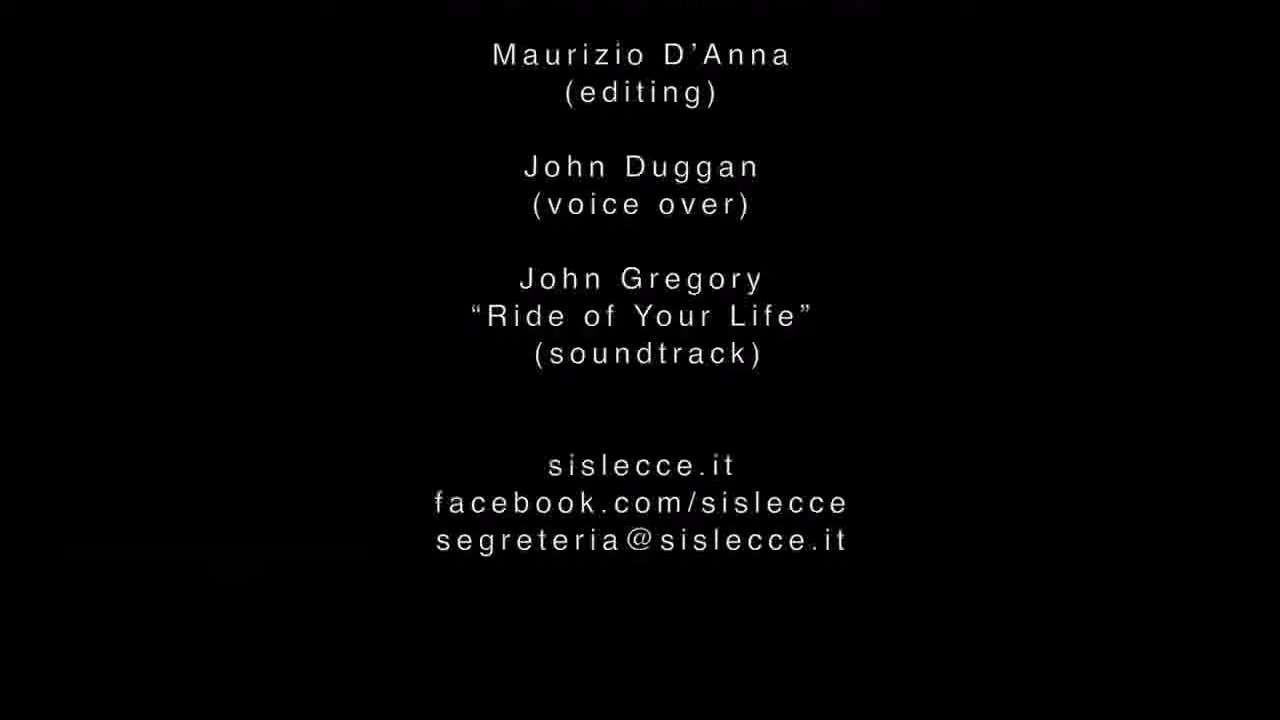 Maurizio D’Anna
(editing)
John Duggan
(voice over)
John Gregory
“Ride of Your Life”
(soundtrack)
sislecce.it
facebook.com/sislecce
segreteria@sislecce.it